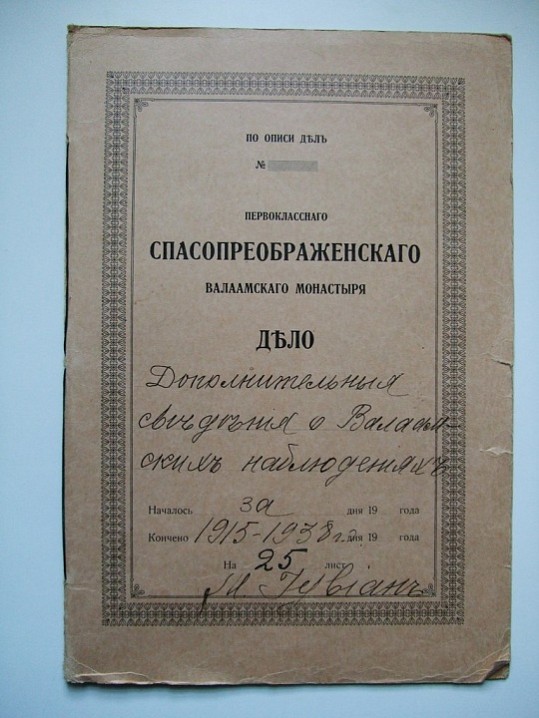 ПО ОПИСИ ДѢЛЪ
№
ПЕРВОКЛАССНАГО
СПАСОПРЕОБРАЖЕНСКАГО
ВАЛААМСКАГО МОНАСТЫРЯ
ДѢЛО
Дополнительныя
свѣдѣнія о Валаам-
скихъ наблюденіяхъ
Началось за дня 19 года
Кончено 1915-1938 г. дня 19 года
На 25 лист